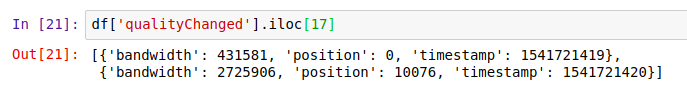 In [21]: df['qualityChanged'].iloc[17]
Out[21]: [{'bandwidth': 431581, 'position': 0, 'timestamp': 1541721419},
{'bandwidth': 2725906, 'position': 10076, 'timestamp': 1541721420}]